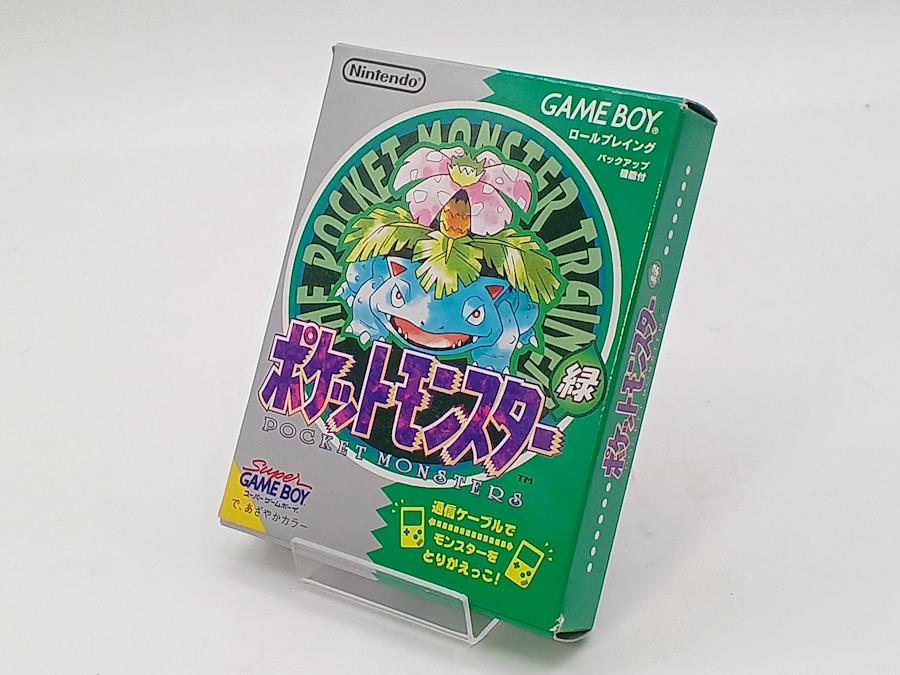 Nintendo®
GAME BOY®
ロールプレイング
バックアップ
機能付
THE POCKET MONSTER TRAINER
緑
ポケットモンスター
POCKET MONSTERS
TM
Super
GAME BOY
スーパーゲームボーイ
で、あざやかカラー
通信ケーブルで
モンスターを
とりかえっこ!
ポケットモンスター
緑